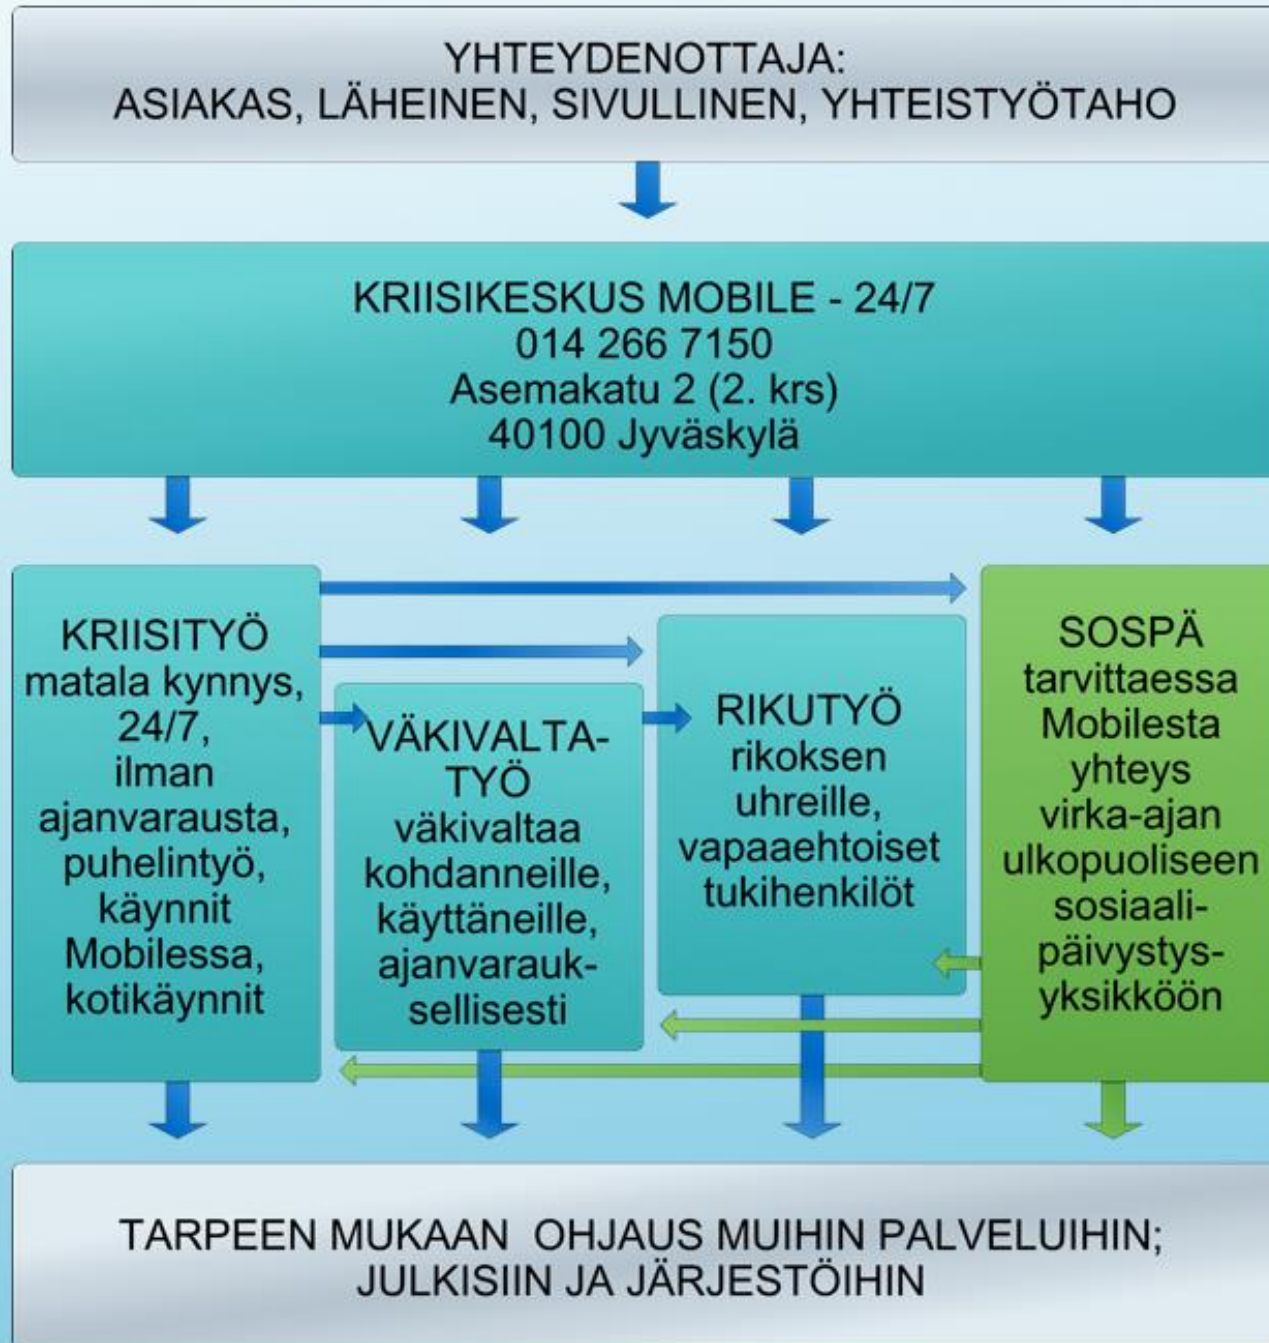 YHTEYDENOTTAJA:
ASIAKAS, LÄHEINEN, SIVULLINEN, YHTEISTYÖTAHO
KRIISIKESKUS MOBILE - 24/7
014 266 7150
Asemakatu 2 (2. krs)
40100 Jyväskylä
KRIISITYÖ
matala kynnys,
24/7,
ilman
ajanvarausta,
puhelintyö,
käynnit
Mobilessa,
kotikäynnit
VÄKIVALTA-
TYÖ
väkivaltaa
kohdanneille,
käyttäneille,
ajanvarauk-
sellisesti
RIKUTYÖ
rikoksen
uhreille,
vapaaehtoiset
tukihenkilöt
SOSPÄ
tarvittaessa
Mobilesta
yhteys
virka-ajan
ulkopuoliseen
sosiaali-
päivystys-
yksikköön
TARPEEN MUKAAN OHJAUS MUIHIN PALVELUIHIN;
JULKISIIN JA JÄRJESTÖIHIN